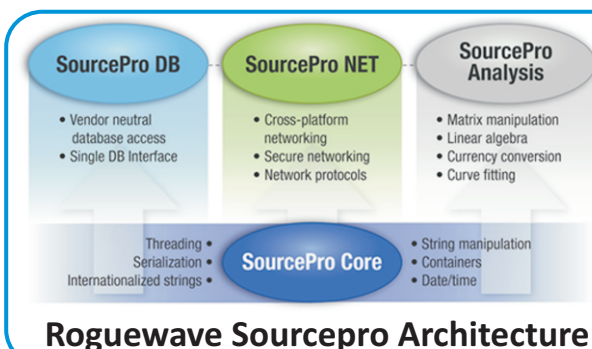 SourcePro DB
• Vendor neutral
database access
• Single DB Interface
SourcePro NET
• Cross-platform
networking
• Secure networking
• Network protocols
SourcePro
Analysis
• Matrix manipulation
• Linear algebra
• Currency conversion
• Curve fitting
Threading •
Serialization •
Internationalized strings •
SourcePro Core
• String manipulation
• Containers
• Date/time
Roguewave Sourcepro Architecture